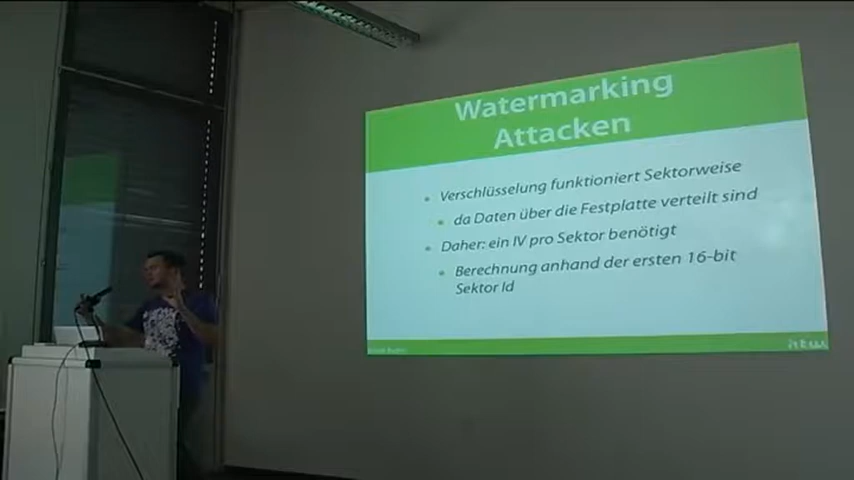 Watermarking
Attacken
Verschlüsselung funktioniert Sektorweise
da Daten über die Festplatte verteilt sind
Daher: ein IV pro Sektor benötigt
Berechnung anhand der ersten 16-bit
Sektor Id